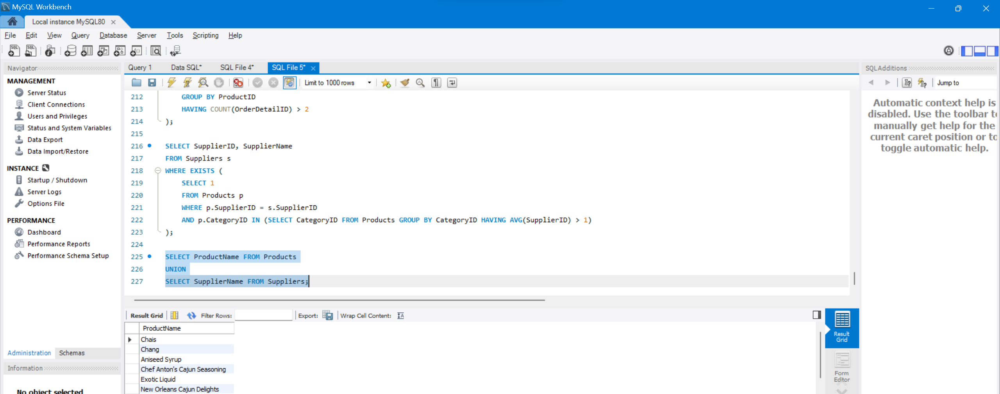 MySQL Workbench
Local instance MySQL80
File Edit View Query Database Server Tools Scripting Help
Navigator
MANAGEMENT
Server Status
Client Connections
Users and Privileges
Status and System Variables
Data Export
Data Import/Restore
INSTANCE
Startup / Shutdown
Server Logs
Options File
PERFORMANCE
Dashboard
Performance Reports
Performance Schema Setup
Administration Schemas
Information
No object selected
Query 1 Data SQL* SQL File 4* SQL File 5*
Limit to 1000 rows
212 GROUP BY ProductID
213 HAVING COUNT(OrderDetailID) > 2
214 );
215
216 SELECT SupplierID, SupplierName
217 FROM Suppliers s
218 WHERE EXISTS (
219 SELECT 1
220 FROM Products p
221 WHERE p.SupplierID = s.SupplierID
222 AND p.CategoryID IN (SELECT CategoryID FROM Products GROUP BY CategoryID HAVING AVG(SupplierID) > 1)
223 );
224
225 SELECT ProductName FROM Products
226 UNION
227 SELECT SupplierName FROM Suppliers;
Result Grid Filter Rows: Export: Wrap Cell Content:
ProductName
Chais
Chang
Aniseed Syrup
Chef Anton's Cajun Seasoning
Exotic Liquid
New Orleans Cajun Delights
Result
Grid
Form
Editor
SQLAdditions
Jump to
Automatic context help is
disabled. Use the toolbar to
manually get help for the
current caret position or to
toggle automatic help.